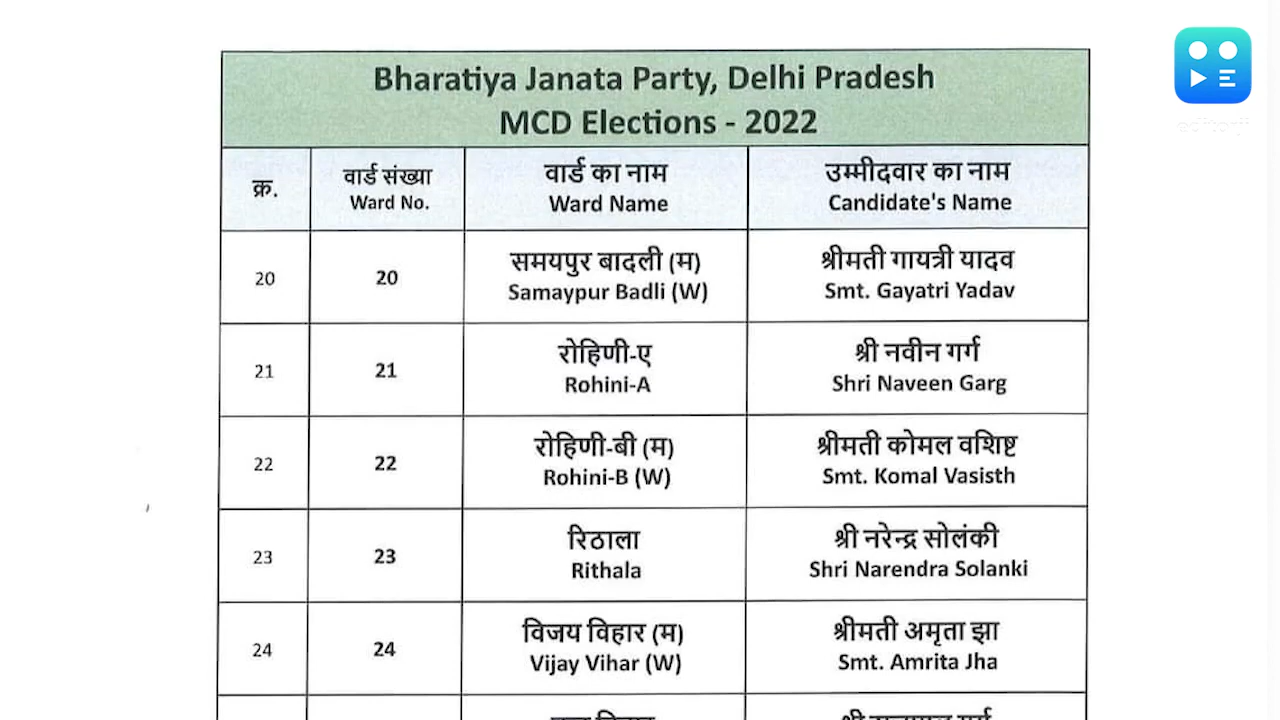 Bharatiya Janata Party, Delhi Pradesh
MCD Elections - 2022
क्र.
वार्ड संख्या
Ward No.
वार्ड का नाम
Ward Name
उम्मीदवार का नाम
Candidate's Name
20
20
समयपुर बादली (म)
Samaypur Badli (W)
श्रीमती गायत्री यादव
Smt. Gayatri Yadav
21
21
रोहिणी-ए
Rohini-A
श्री नवीन गर्ग
Shri Naveen Garg
22
22
रोहिणी-बी (म)
Rohini-B (W)
श्रीमती कोमल वशिष्ट
Smt. Komal Vasisth
23
23
रिठाला
Rithala
श्री नरेन्द्र सोलंकी
Shri Narendra Solanki
24
24
विजय विहार (म)
Vijay Vihar (W)
श्रीमती अमृता झा
Smt. Amrita Jha
editorji